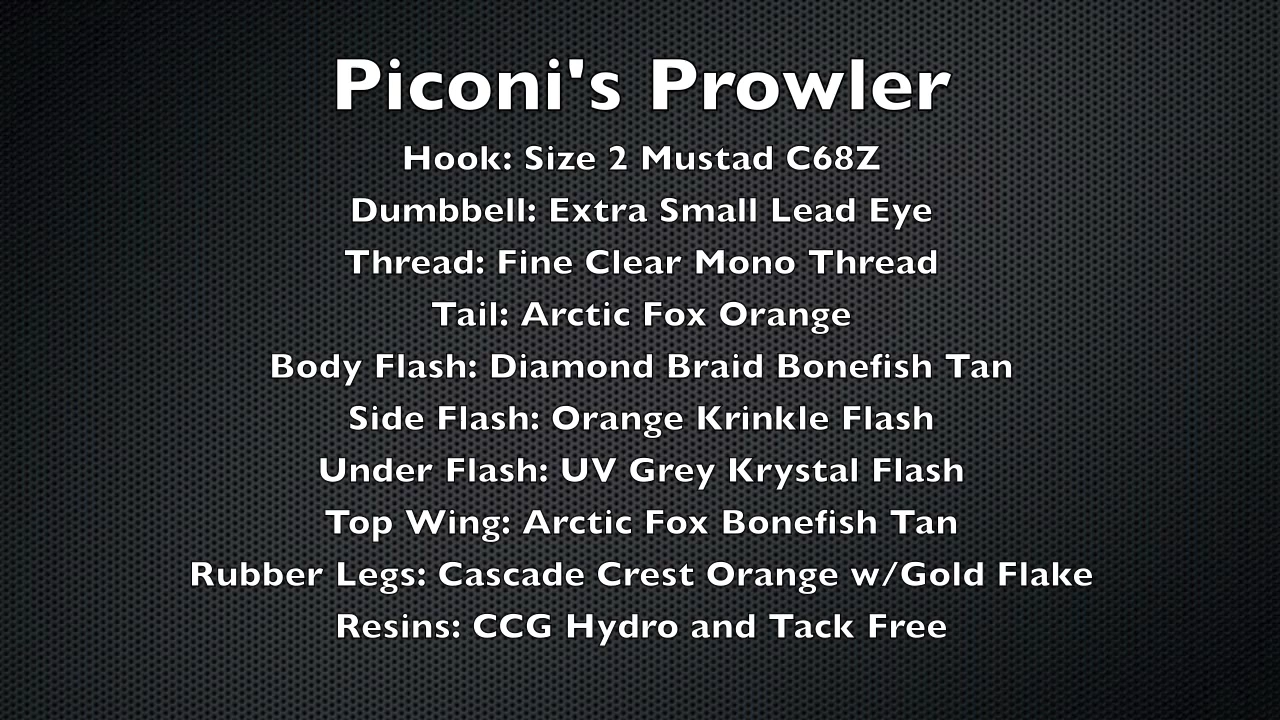 Piconi's Prowler
Hook: Size 2 Mustad C68Z
Dumbbell: Extra Small Lead Eye
Thread: Fine Clear Mono Thread
Tail: Arctic Fox Orange
Body Flash: Diamond Braid Bonefish Tan
Side Flash: Orange Krinkle Flash
Under Flash: UV Grey Krystal Flash
Top Wing: Arctic Fox Bonefish Tan
Rubber Legs: Cascade Crest Orange w/Gold Flake
Resins: CCG Hydro and Tack Free